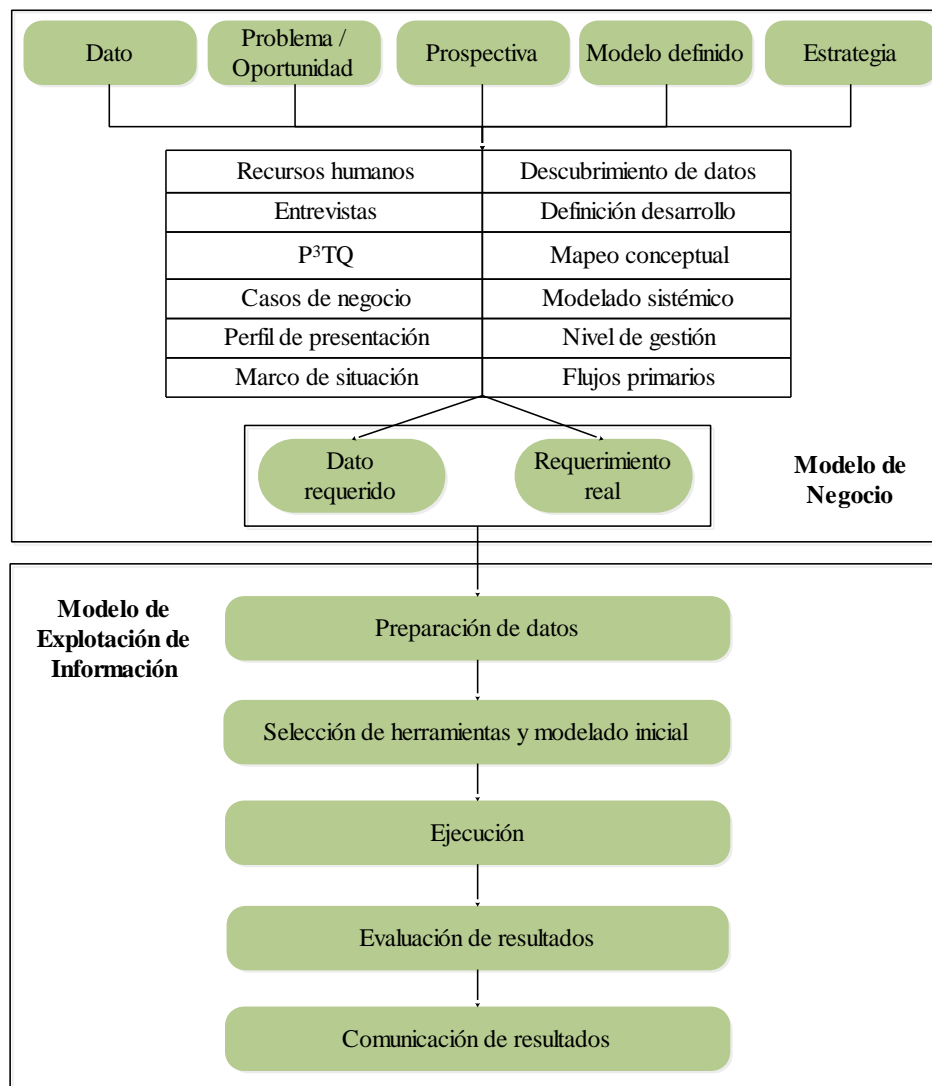 Dato
Problema /
Oportunidad
Prospectiva
Modelo definido
Estrategia
Recursos humanos
Descubrimiento de datos
Entrevistas
Definición desarrollo
P³TQ
Mapeo conceptual
Casos de negocio
Modelado sistémico
Perfil de presentación
Nivel de gestión
Marco de situación
Flujos primarios
Dato
requerido
Requerimiento
real
Modelo de
Negocio
Modelo de
Explotación de
Información
Preparación de datos
Selección de herramientas y modelado inicial
Ejecución
Evaluación de resultados
Comunicación de resultados